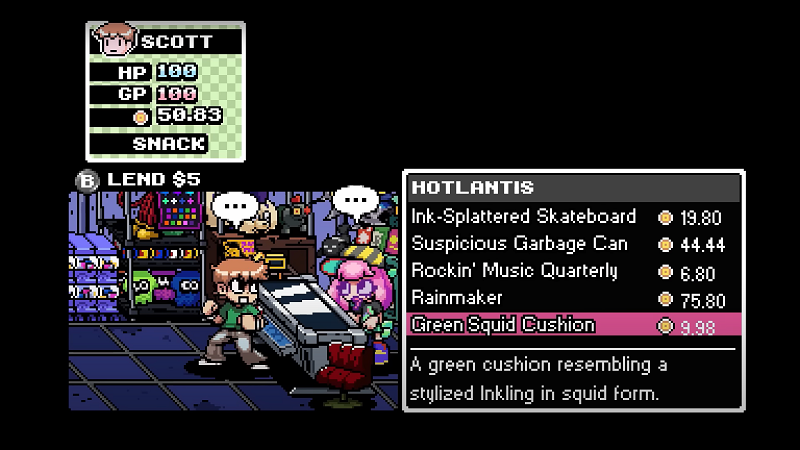 SCOTT
HP 100
GP 100
50.83
SNACK
B LEND $5
...
...
HOTLANTIS
Ink-Splattered Skateboard 19.80
Suspicious Garbage Can 44.44
Rockin' Music Quarterly 6.80
Rainmaker 75.80
Green Squid Cushion 9.98
A green cushion resembling a
stylized Inkling in squid form.